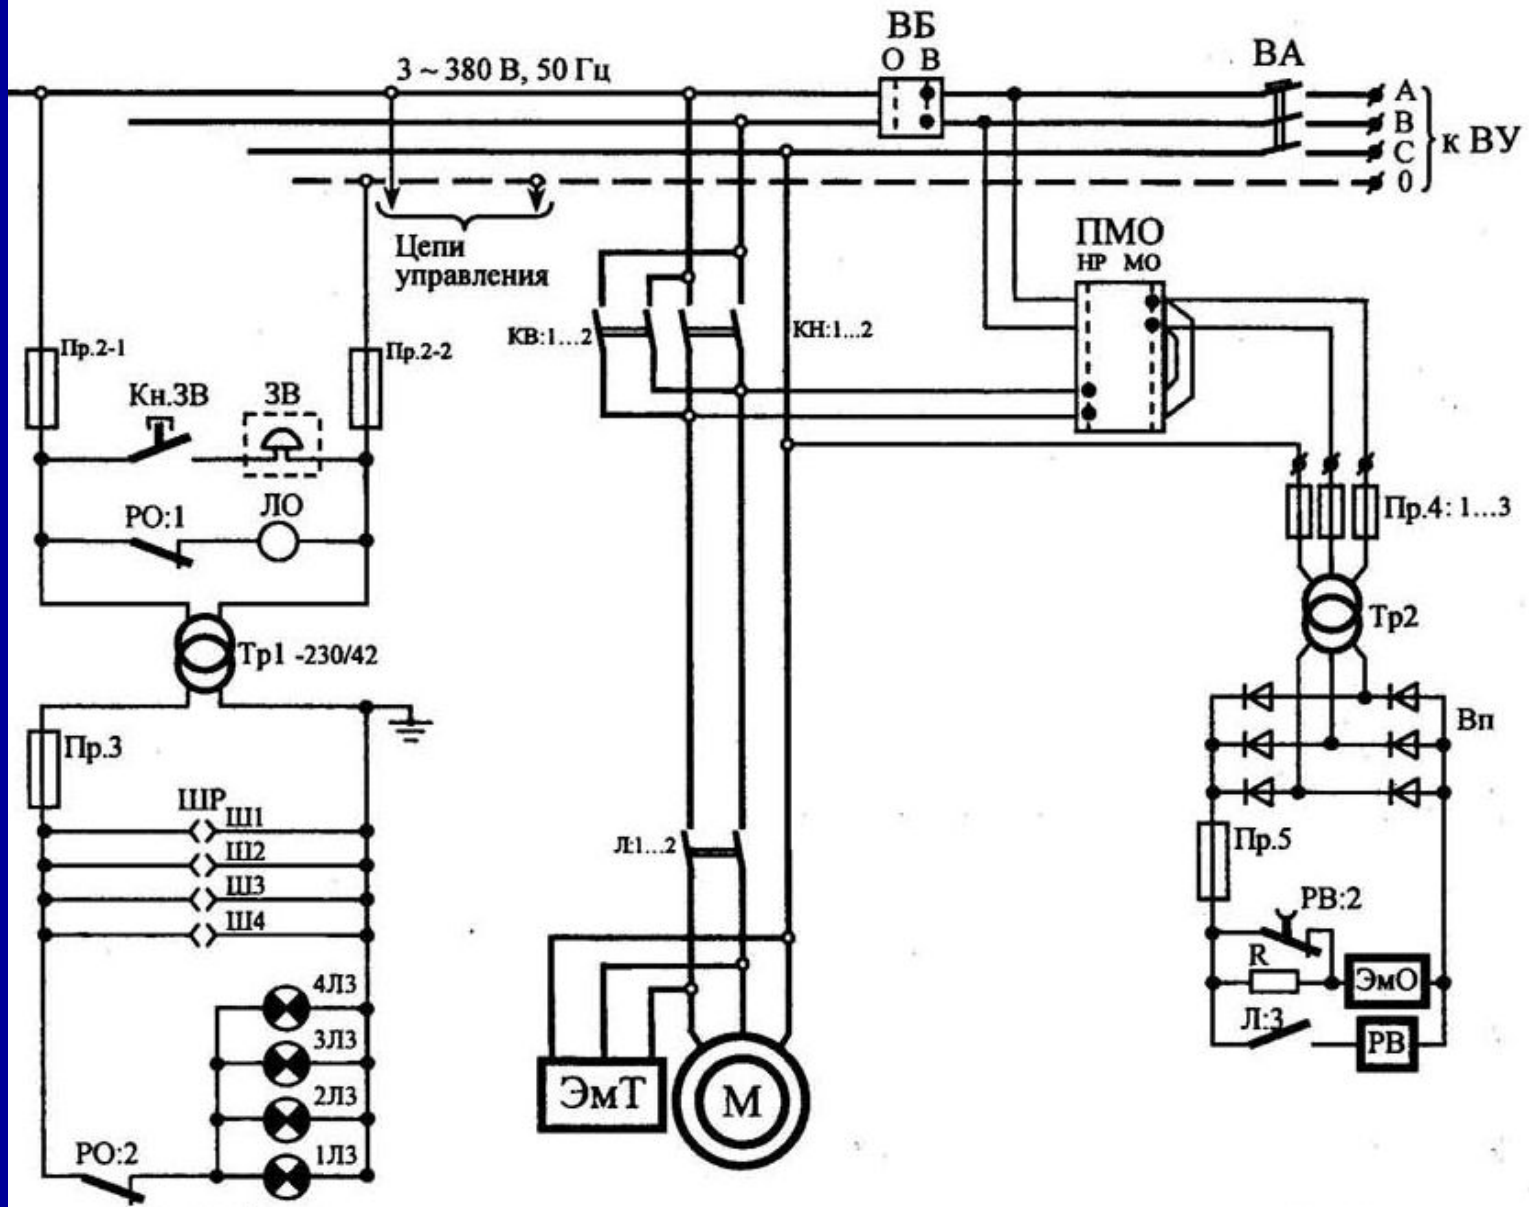 ВБ
О В
ВА
3 ~ 380 В, 50 Гц
А
В
С
0
к ВУ
Цепи
управления
ПМО
НР МО
КВ:1...2
КН:1...2
Пр.2-1
Пр.2-2
Кн.ЗВ
ЗВ
РО:1
ЛО
Пр.4: 1...3
Тр1 -230/42
Тр2
Вп
Пр.3
ШР
Ш1
Ш2
Ш3
Ш4
Л:1...2
Пр.5
РВ:2
R
ЭмО
Л:3
РВ
4ЛЗ
3ЛЗ
2ЛЗ
1ЛЗ
РО:2
ЭмТ
М